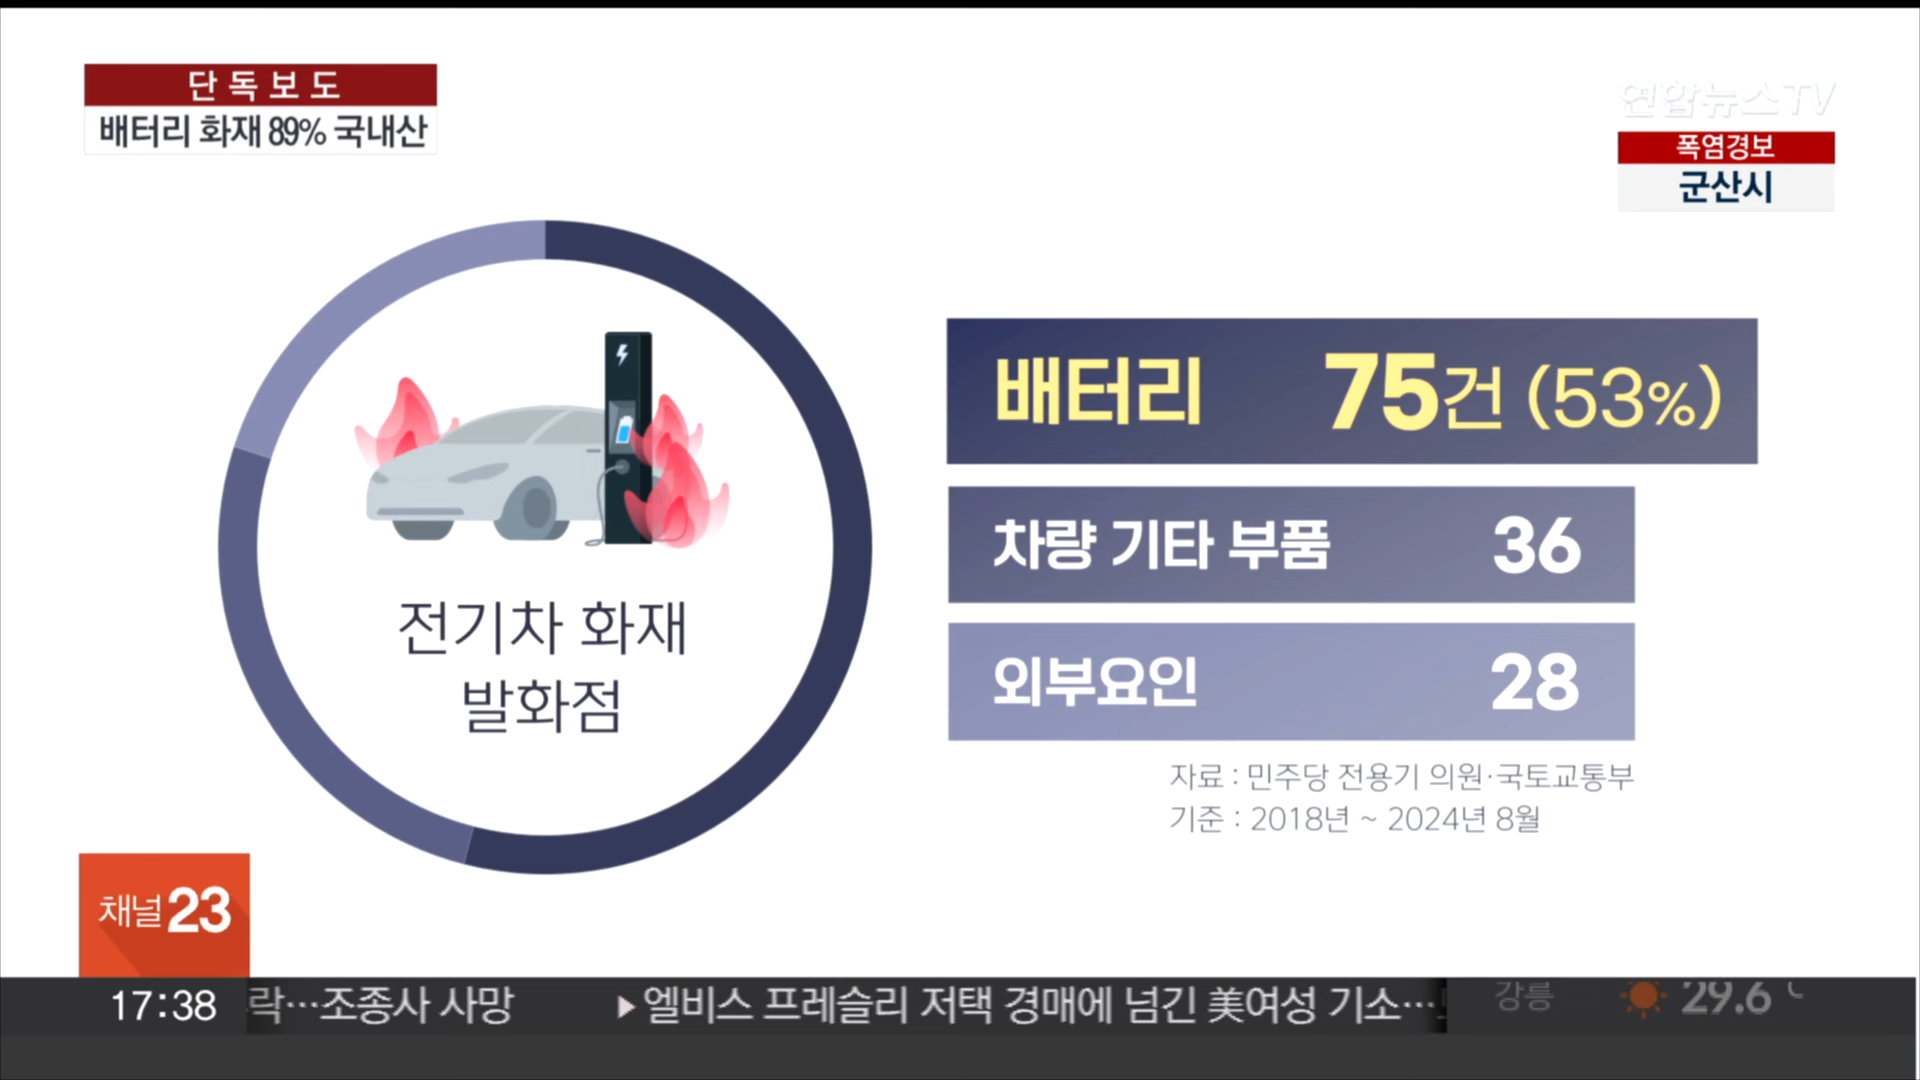 단독보도
배터리 화재 89% 국내산
연합뉴스TV
폭염경보
군산시
배터리 75건 (53%)
차량 기타 부품 36
외부요인 28
전기차 화재
발화점
자료 : 민주당 전용기 의원·국토교통부
기준 : 2018년 ~ 2024년 8월
채널23
17:38 락…조종사 사망 ▶엘비스 프레슬리 저택 경매에 넘긴 美여성 기소… 강릉 29.6 ℃